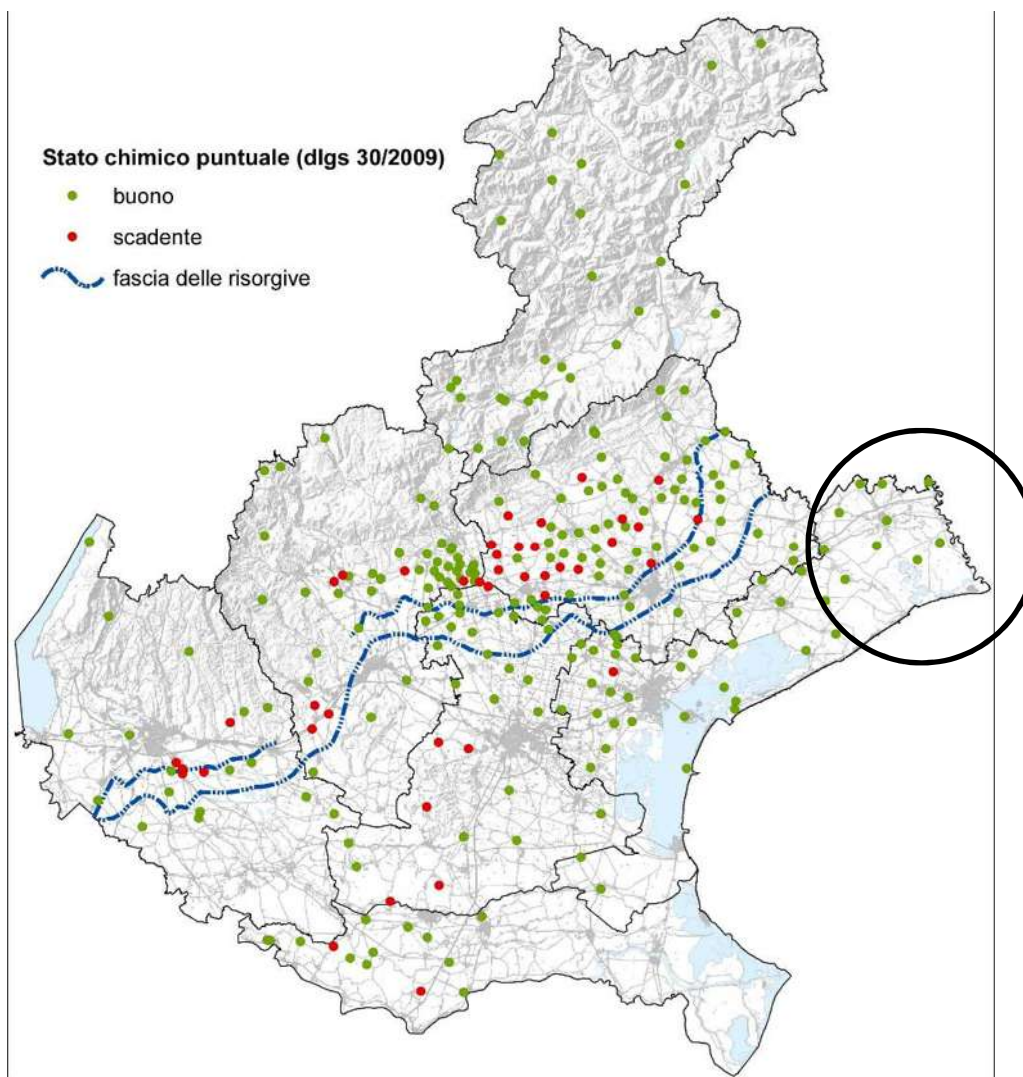 Stato chimico puntuale (dlgs 30/2009)
buono
scadente
fascia delle risorgive